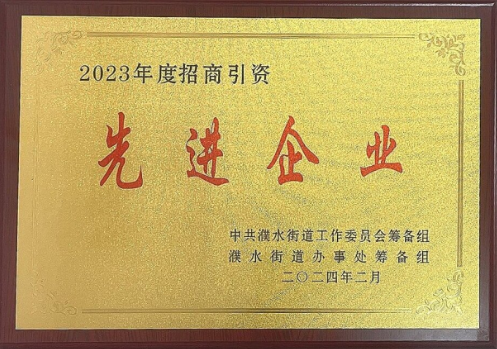 2023年度招商引资
先进企业
中共濮水街道工作委员会筹备组
濮水街道办事处筹备组
二〇二四年二月